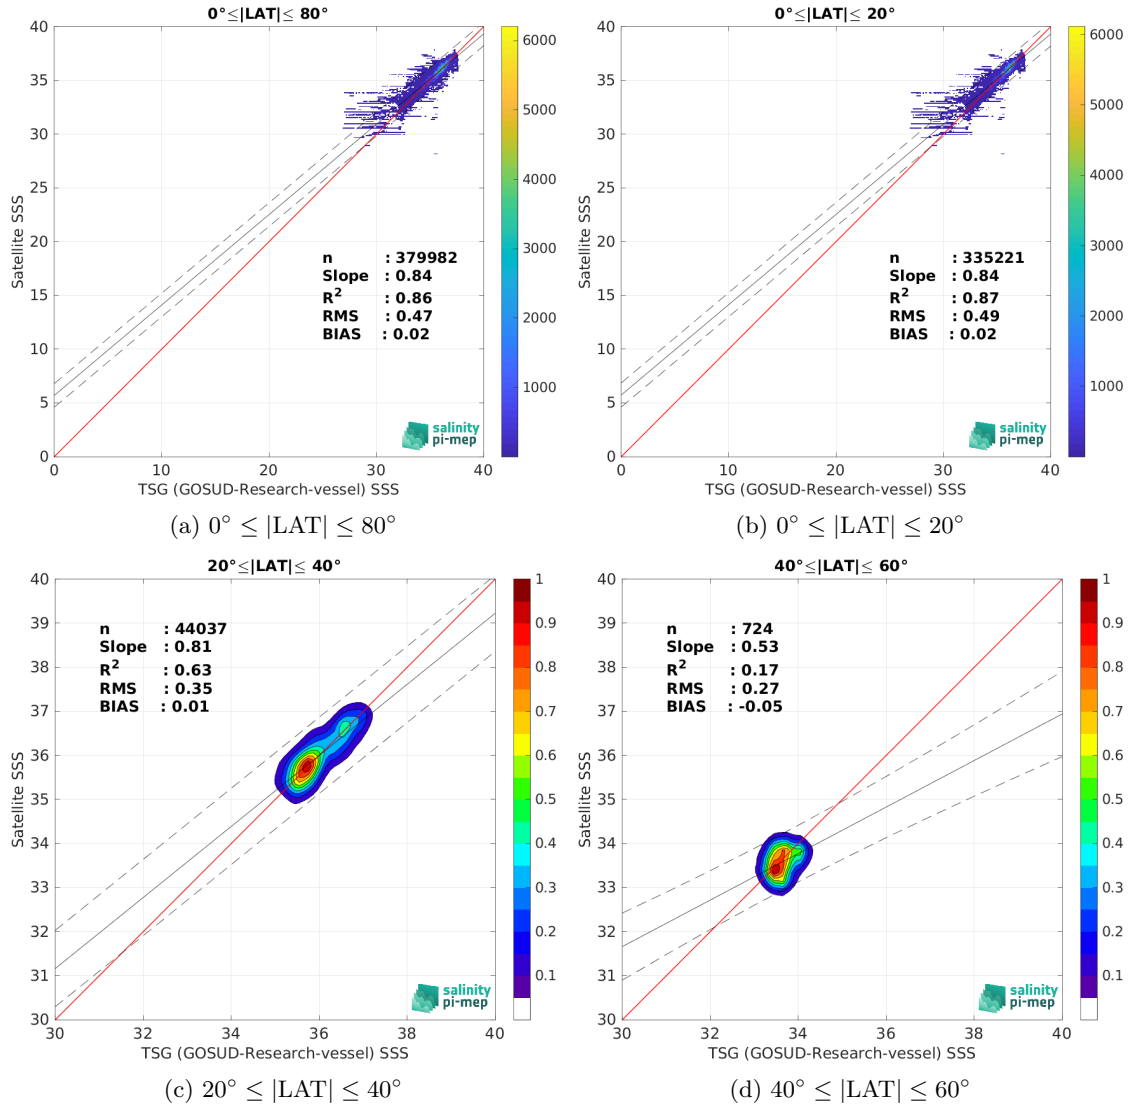 0°≤|LAT|≤ 80°
40
35
30
25
20
15
10
5
0
Satellite SSS
n : 379982
Slope : 0.84
R² : 0.86
RMS : 0.47
BIAS : 0.02
salinity
pi-mep
0 10 20 30 40
TSG (GOSUD-Research-vessel) SSS
6000
5000
4000
3000
2000
1000
(a) 0° ≤ |LAT| ≤ 80°
0°≤|LAT|≤ 20°
40
35
30
25
20
15
10
5
0
Satellite SSS
n : 335221
Slope : 0.84
R² : 0.87
RMS : 0.49
BIAS : 0.02
salinity
pi-mep
0 10 20 30 40
TSG (GOSUD-Research-vessel) SSS
6000
5000
4000
3000
2000
1000
(b) 0° ≤ |LAT| ≤ 20°
20°≤|LAT|≤ 40°
40
39
38
37
36
35
34
33
32
31
30
Satellite SSS
n : 44037
Slope : 0.81
R² : 0.63
RMS : 0.35
BIAS : 0.01
salinity
pi-mep
30 32 34 36 38 40
TSG (GOSUD-Research-vessel) SSS
1
0.9
0.8
0.7
0.6
0.5
0.4
0.3
0.2
0.1
(c) 20° ≤ |LAT| ≤ 40°
40°≤|LAT|≤ 60°
40
39
38
37
36
35
34
33
32
31
30
Satellite SSS
n : 724
Slope : 0.53
R² : 0.17
RMS : 0.27
BIAS : -0.05
salinity
pi-mep
30 32 34 36 38 40
TSG (GOSUD-Research-vessel) SSS
1
0.9
0.8
0.7
0.6
0.5
0.4
0.3
0.2
0.1
(d) 40° ≤ |LAT| ≤ 60°